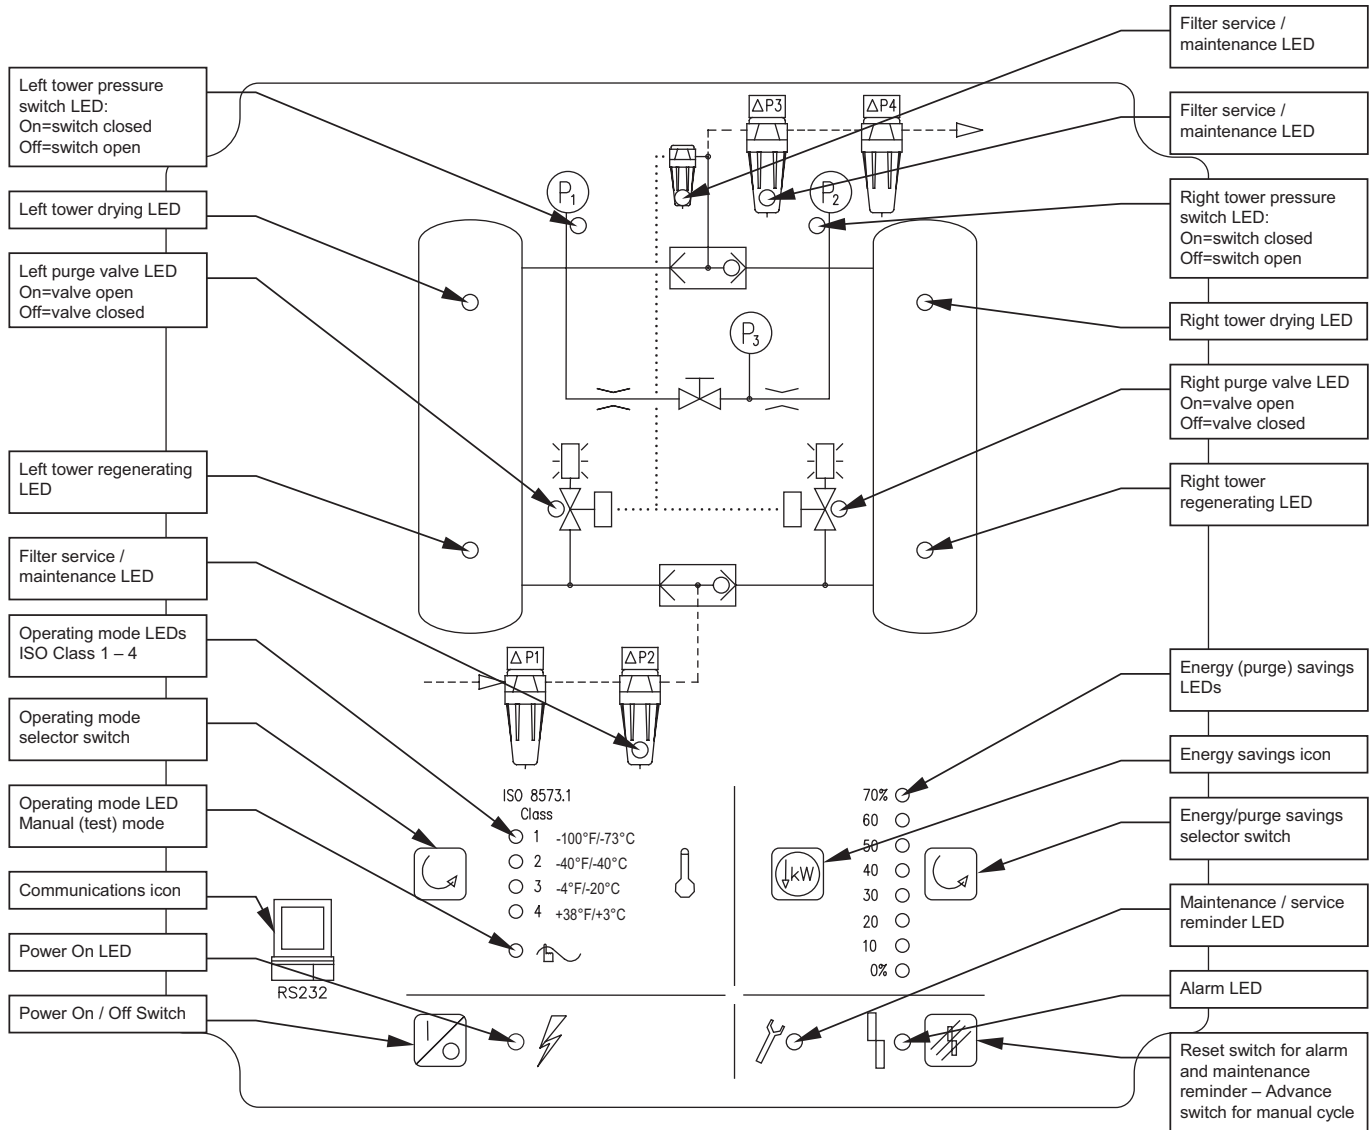 Left tower pressure
switch LED:
On=switch closed
Off=switch open
Left tower drying LED
Left purge valve LED
On=valve open
Off=valve closed
Left tower regenerating
LED
Filter service /
maintenance LED
Operating mode LEDs
ISO Class 1 – 4
Operating mode
selector switch
Operating mode LED
Manual (test) mode
Communications icon
Power On LED
Power On / Off Switch
△P3
△P4
P1
P2
P3
△P1
△P2
ISO 8573.1
Class
1 -100°F/-73°C
2 -40°F/-40°C
3 -4°F/-20°C
4 +38°F/+3°C
RS232
kW
70%
60
50
40
30
20
10
0%
Filter service /
maintenance LED
Filter service /
maintenance LED
Right tower pressure
switch LED:
On=switch closed
Off=switch open
Right tower drying LED
Right purge valve LED
On=valve open
Off=valve closed
Right tower
regenerating LED
Energy (purge) savings
LEDs
Energy savings icon
Energy/purge savings
selector switch
Maintenance / service
reminder LED
Alarm LED
Reset switch for alarm
and maintenance
reminder – Advance
switch for manual cycle